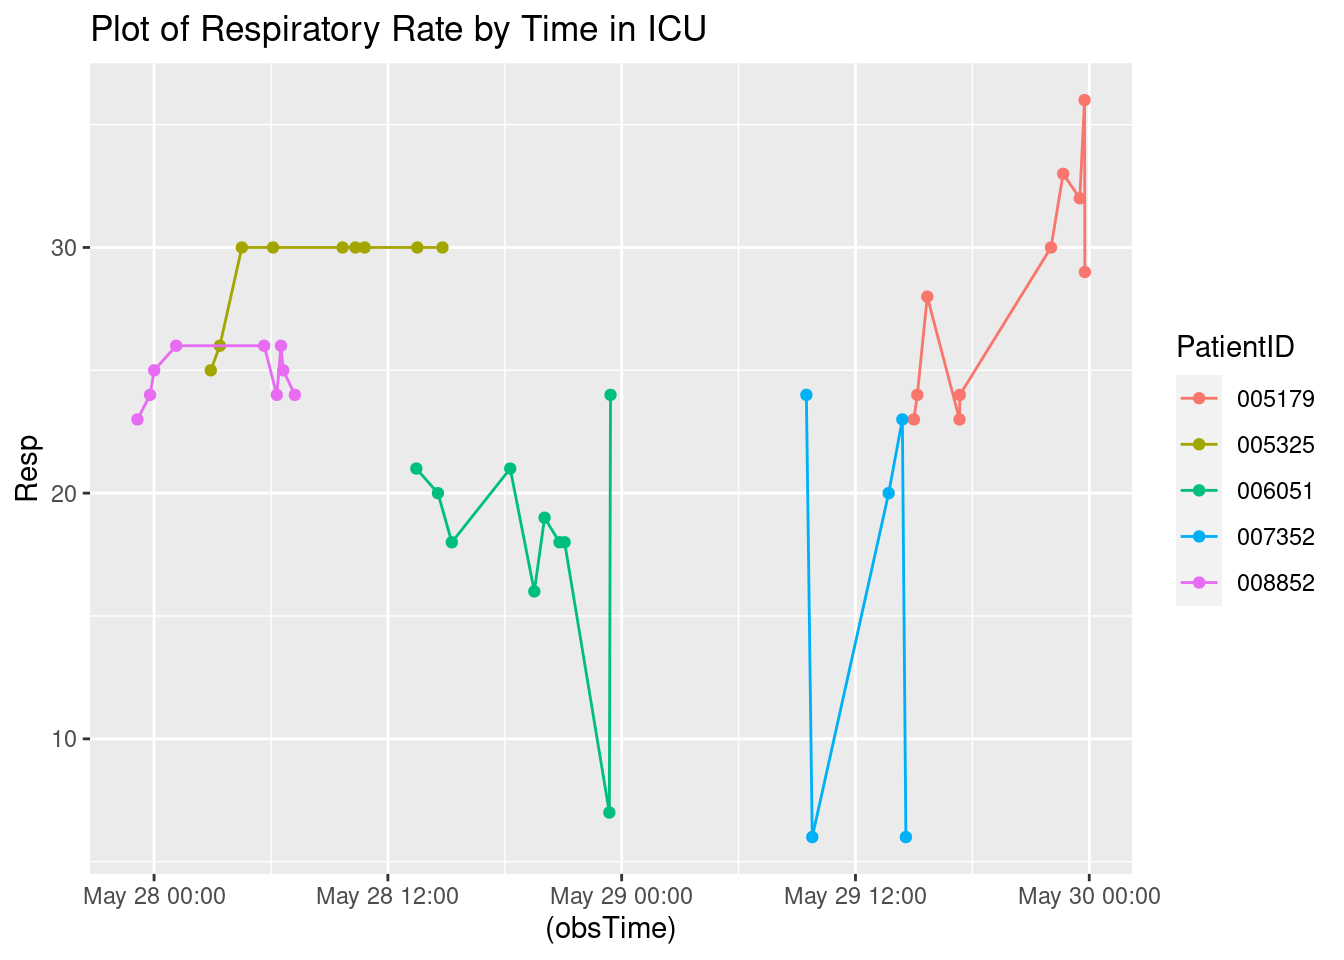 Plot of Respiratory Rate by Time in ICU
Resp
30
20
10
May 28 00:00
May 28 12:00
May 29 00:00
May 29 12:00
May 30 00:00
(obsTime)
PatientID
005179
005325
006051
007352
008852